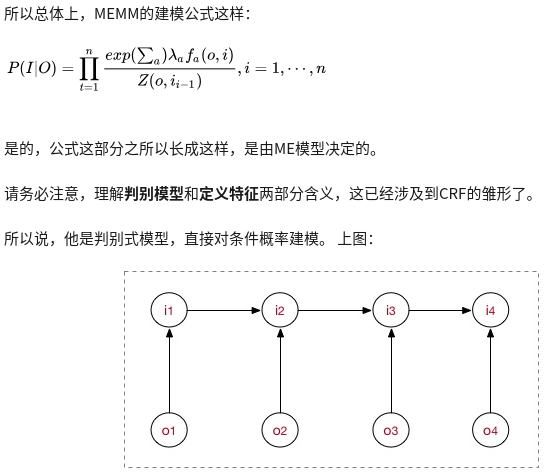 所以总体上，MEMM的建模公式这样：
P(I|O) = ∏_{t=1}^{n} \frac{exp(∑_a)λ_a f_a(o,i)}{Z(o,i_{i−1})}, i = 1,⋯,n
是的，公式这部分之所以长成这样，是由ME模型决定的。
请务必注意，理解判别模型和定义特征两部分含义，这已经涉及到CRF的雏形了。
所以说，他是判别式模型，直接对条件概率建模。 上图：
i1 i2 i3 i4
o1 o2 o3 o4